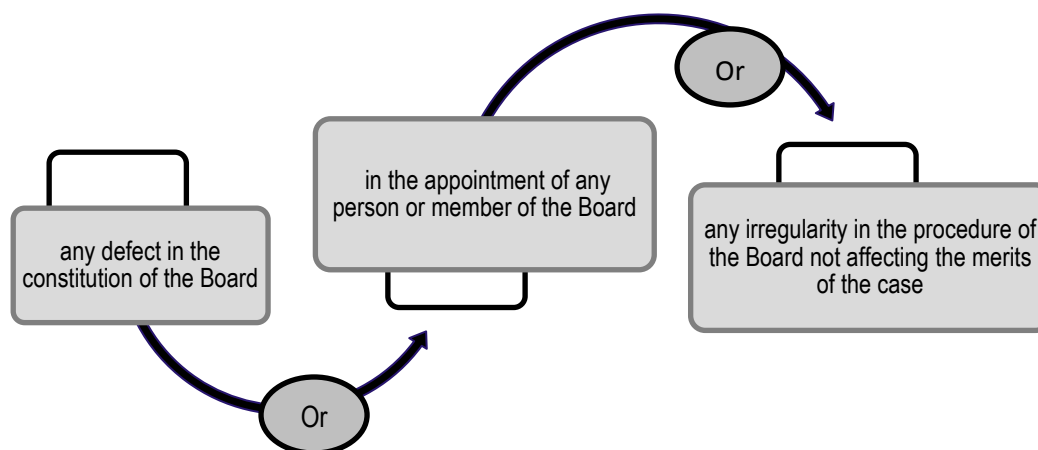 any defect in the
constitution of the Board
Or
in the appointment of any
person or member of the Board
Or
any irregularity in the procedure of
the Board not affecting the merits
of the case